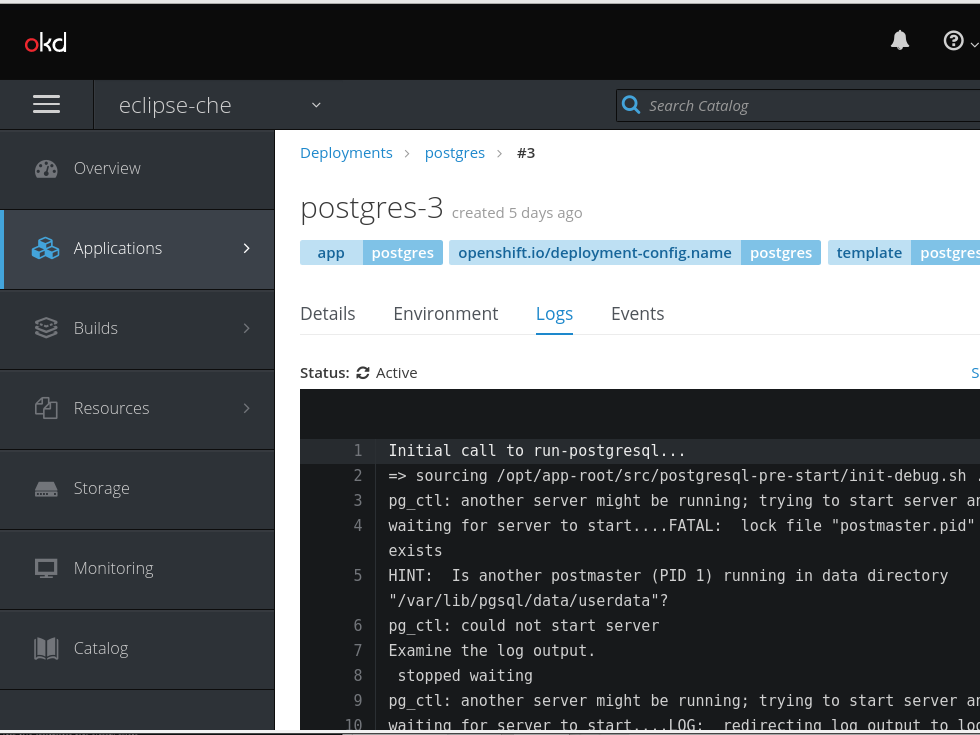 okd
eclipse-che
Search Catalog
Overview
Applications
Builds
Resources
Storage
Monitoring
Catalog
Deployments > postgres > #3
postgres-3 created 5 days ago
app postgres openshift.io/deployment-config.name postgres template
Details Environment Logs Events
Status: Active
1 Initial call to run-postgresql...
2 => sourcing /opt/app-root/src/postgresql-pre-start/init-debug.sh .
3 pg_ctl: another server might be running; trying to start server
4 waiting for server to start....FATAL:  lock file "postmaster.pid"
exists
5 HINT:  Is another postmaster (PID 1) running in data directory
"/var/lib/pgsql/data/userdata"?
6 pg_ctl: could not start server
7 Examine the log output.
8 stopped waiting
9 pg_ctl: another server might be running; trying to start server
10 waiting for server to start....LOG:  redirecting log output to